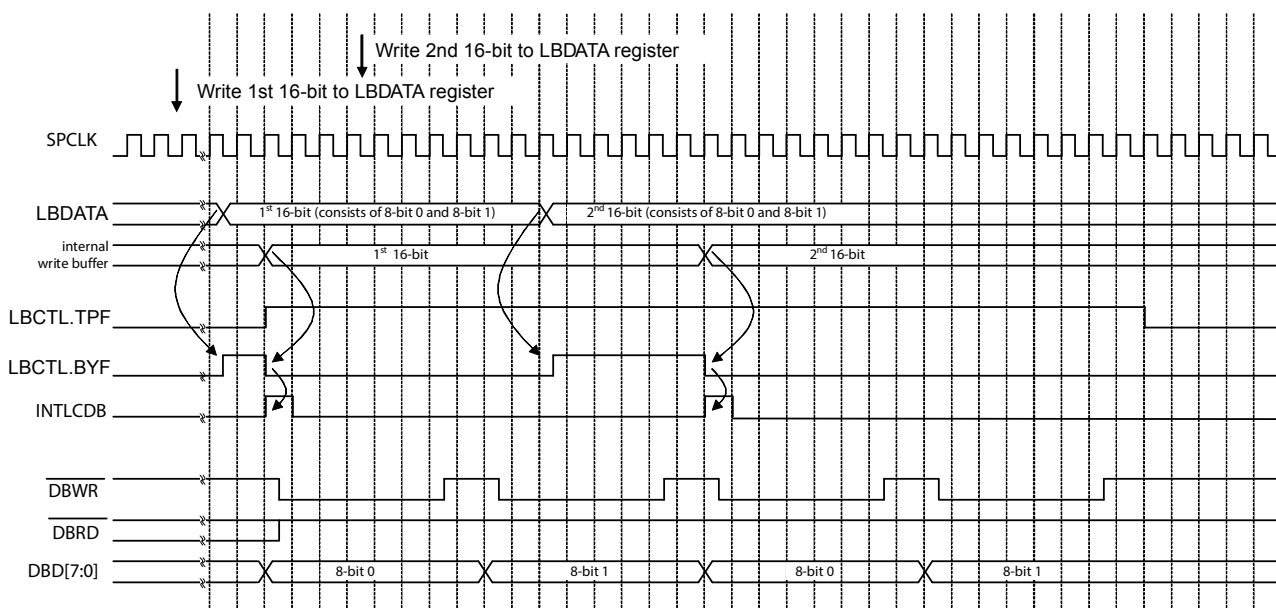 Write 2nd 16-bit to LBDATA register
Write 1st 16-bit to LBDATA register
SPCLK
LBDATA
1st 16-bit (consists of 8-bit 0 and 8-bit 1)
2nd 16-bit (consists of 8-bit 0 and 8-bit 1)
internal
write buffer
1st 16-bit
2nd 16-bit
LBCTL.TPF
LBCTL.BYF
INTLCDB
DBWR
DBRD
DBD[7:0]
8-bit 0
8-bit 1
8-bit 0
8-bit 1